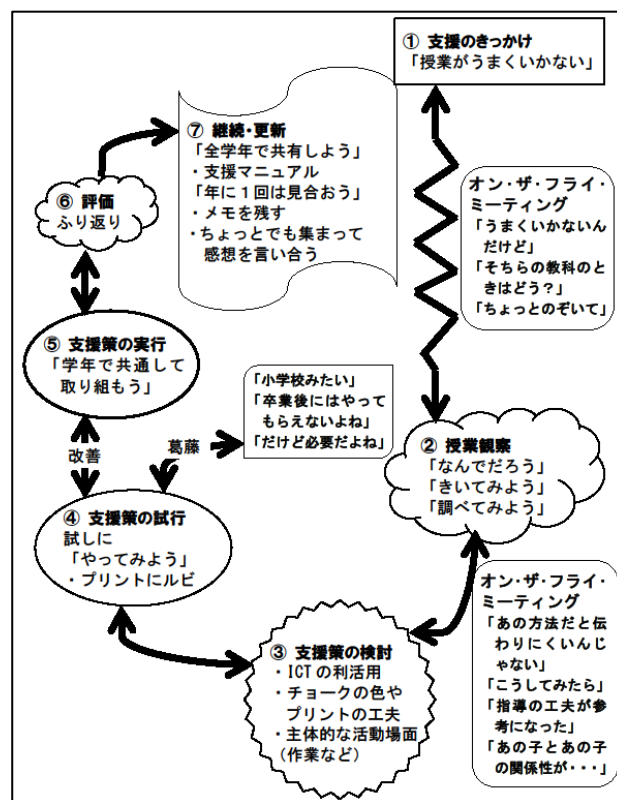 ① 支援のきっかけ
「授業がうまくいかない」
オン・ザ・フライ・
ミーティング
「うまくいかないん
だけど」
「そちらの教科のと
きはどう？」
「ちょっとのぞいて」
② 授業観察
「なんでだろう」
「きいてみよう」
「調べてみよう」
オン・ザ・フライ・
ミーティング
「あの方法だと伝
わりにくいんじ
ゃない」
「こうしてみたら」
「指導の工夫が参
考になった」
「あの子とあの子
の関係性が・・・」
③ 支援策の検討
・ICT の利活用
・チョークの色や
プリントの工夫
・主体的な活動場面
(作業など)
④ 支援策の試行
試しに
「やってみよう」
・プリントにルビ
葛藤
「小学校みたい」
「卒業後にはやって
もらえないよね」
「だけど必要だよね」
改善
⑤ 支援策の実行
「学年で共通して
取り組もう」
⑥ 評価
ふり返り
⑦ 継続・更新
「全学年で共有しよう」
・支援マニュアル
「年に１回は見合おう」
・メモを残す
・ちょっとでも集まって
感想を言い合う